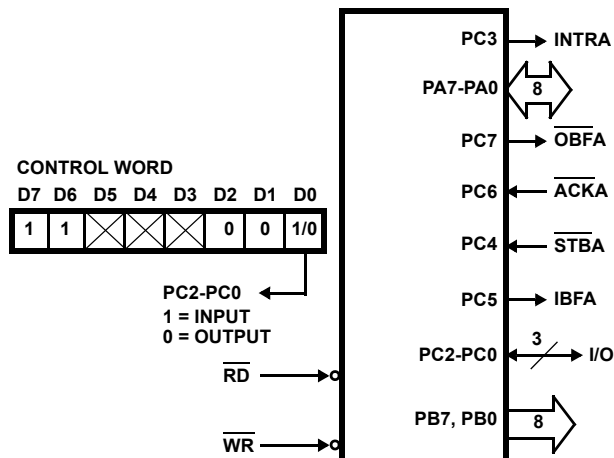 CONTROL WORD
D7 D6 D5 D4 D3 D2 D1 D0
1 1 0 0 1/0
PC2-PC0
1 = INPUT
0 = OUTPUT
RD
WR
PC3 INTRA
PA7-PA0 8
PC7 OBFA
PC6 ACKA
PC4 STBA
PC5 IBFA
PC2-PC0 3 I/O
PB7, PB0 8